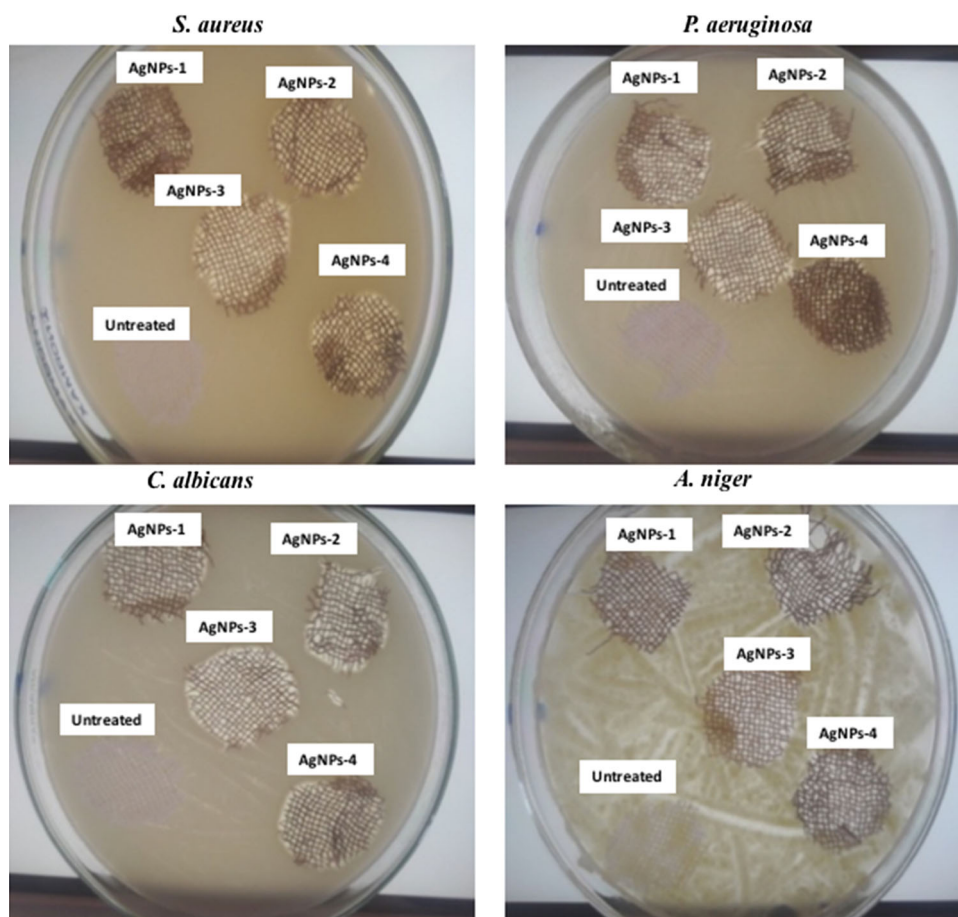 S. aureus
P. aeruginosa
AgNPs-1
AgNPs-2
AgNPs-3
AgNPs-4
Untreated
AgNPs-1
AgNPs-2
AgNPs-3
AgNPs-4
Untreated
C. albicans
A. niger
AgNPs-1
AgNPs-2
AgNPs-3
Untreated
AgNPs-4
AgNPs-1
AgNPs-2
AgNPs-3
AgNPs-4
Untreated